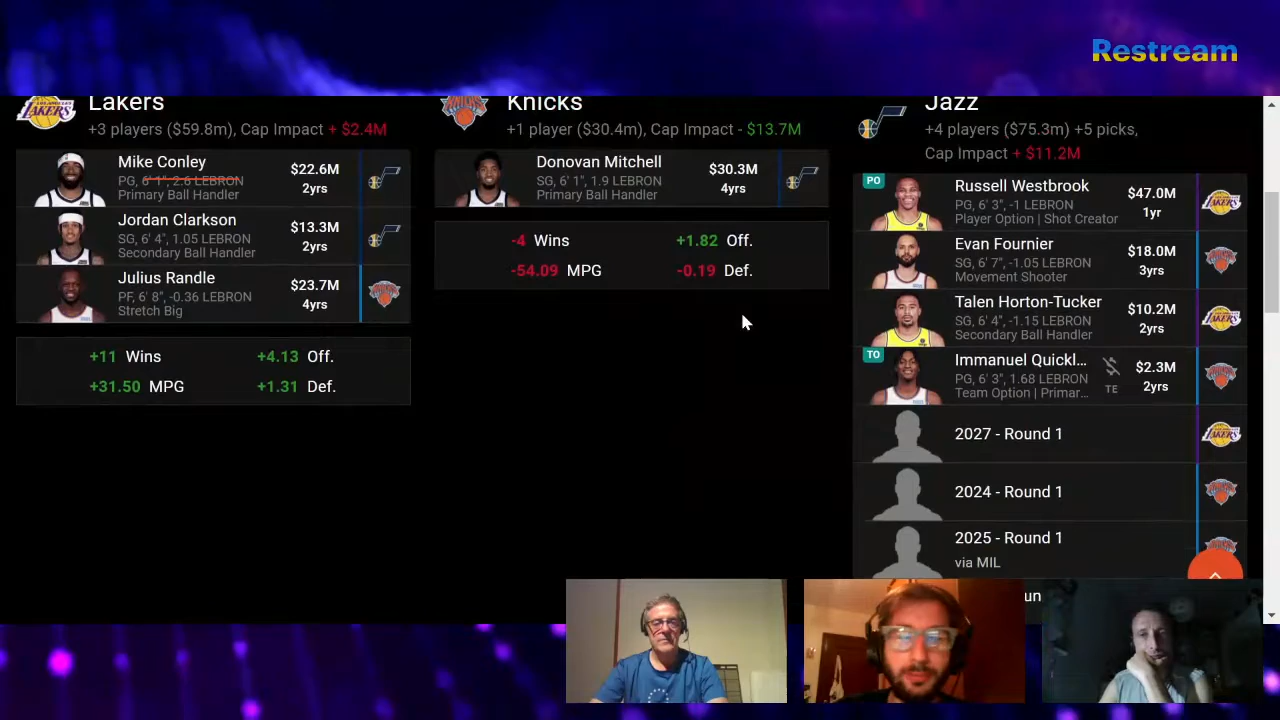 Restream
Lakers
+3 players ($59.8m), Cap Impact + $2.4M
Mike Conley
PG, 6' 1", 2.6 LEBRON
Primary Ball Handler
$22.6M
2yrs
Jordan Clarkson
SG, 6' 4", 1.05 LEBRON
Secondary Ball Handler
$13.3M
2yrs
Julius Randle
PF, 6' 8", -0.36 LEBRON
Stretch Big
$23.7M
4yrs
+11 Wins
+4.13 Off.
+31.50 MPG
+1.31 Def.
Knicks
+1 player ($30.4m), Cap Impact - $13.7M
Donovan Mitchell
SG, 6' 1", 1.9 LEBRON
Primary Ball Handler
$30.3M
4yrs
-4 Wins
+1.82 Off.
-54.09 MPG
-0.19 Def.
Jazz
+4 players ($75.3m) +5 picks,
Cap Impact + $11.2M
PO
Russell Westbrook
PG, 6' 3", -1 LEBRON
Player Option | Shot Creator
$47.0M
1yr
Evan Fournier
SG, 6' 7", -1.05 LEBRON
Movement Shooter
$18.0M
3yrs
Talen Horton-Tucker
SG, 6' 4", -1.15 LEBRON
Secondary Ball Handler
$10.2M
2yrs
TO
Immanuel Quickl...
PG, 6' 3", 1.68 LEBRON
Team Option | Primar...
TE
$2.3M
2yrs
2027 - Round 1
2024 - Round 1
2025 - Round 1
via MIL